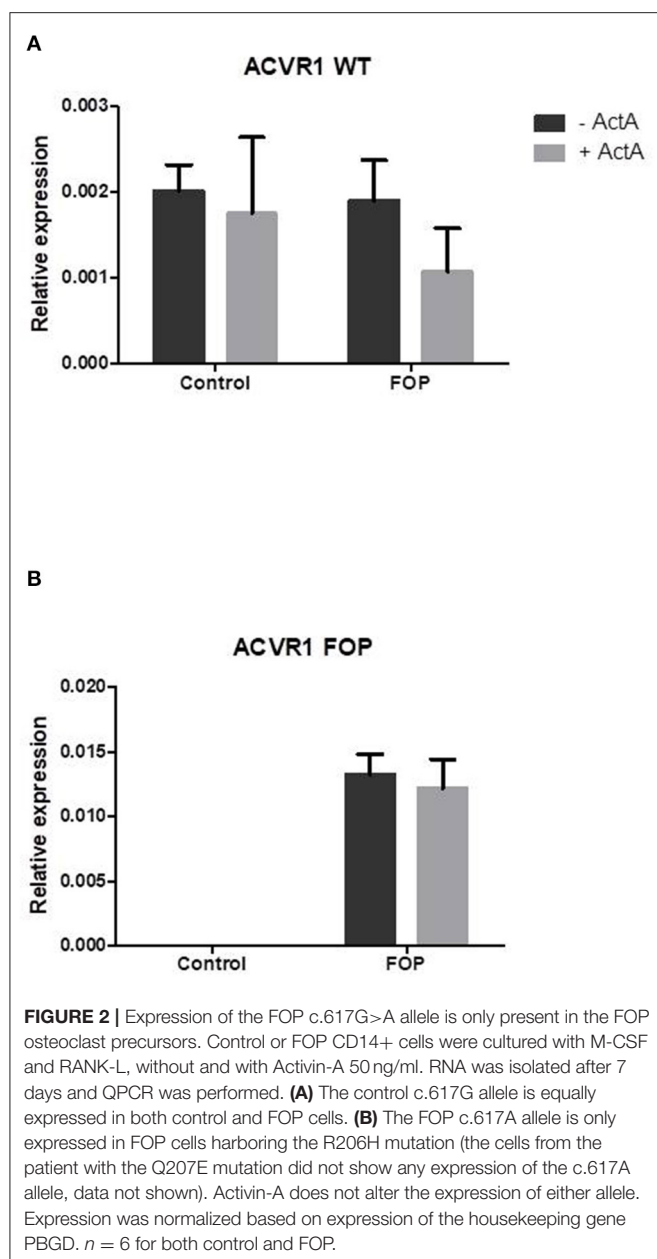 A
ACVR1 WT
0.003
0.002
0.001
0.000
Relative expression
Control
FOP
- ActA
+ ActA
B
ACVR1 FOP
0.020
0.015
0.010
0.005
0.000
Relative expression
Control
FOP
FIGURE 2 | Expression of the FOP c.617G>A allele is only present in the FOP
osteoclast precursors. Control or FOP CD14+ cells were cultured with M-CSF
and RANK-L, without and with Activin-A 50 ng/ml. RNA was isolated after 7
days and QPCR was performed. (A) The control c.617G allele is equally
expressed in both control and FOP cells. (B) The FOP c.617A allele is only
expressed in FOP cells harboring the R206H mutation (the cells from the
patient with the Q207E mutation did not show any expression of the c.617A
allele, data not shown). Activin-A does not alter the expression of either allele.
Expression was normalized based on expression of the housekeeping gene
PBGD. n = 6 for both control and FOP.